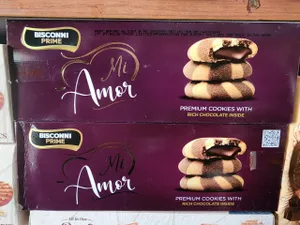 BISCONNI
PRIME
Mi
Amor
PREMIUM COOKIES WITH
RICH CHOCOLATE INSIDE
BISCONNI
PRIME
Mi
Amor
PREMIUM COOKIES WITH
RICH CHOCOLATE INSIDE